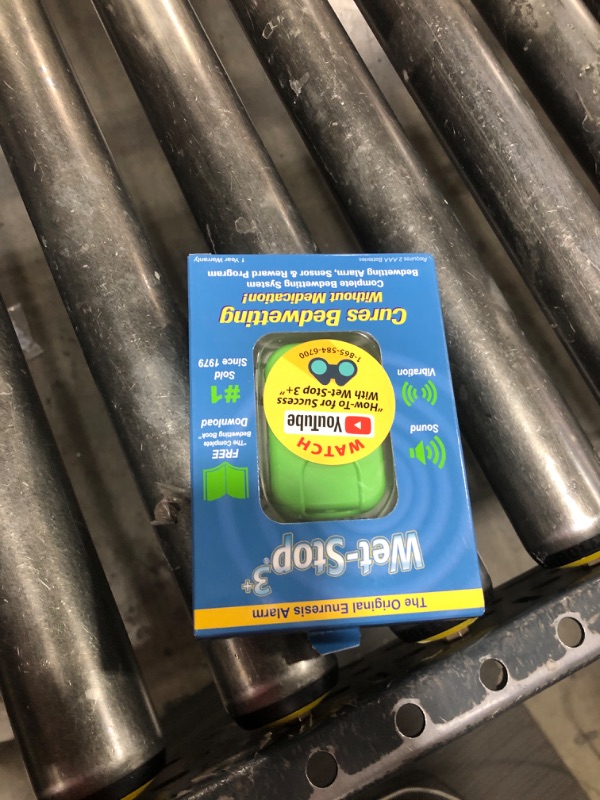 The Original Enuresis Alarm
Wet-Stop3+
Sound
Vibration
WATCH
YouTube
"How-To for Success
With Wet-Stop 3+"
1-865-584-6700
FREE
"The Complete
Bedwetting Book"
Download
#1
Sold
Since 1979
Cures Bedwetting
Without Medication!
Complete Bedwetting System
Bedwetting Alarm, Sensor & Reward Program
Requires 2 AAA Batteries
1 Year Warranty